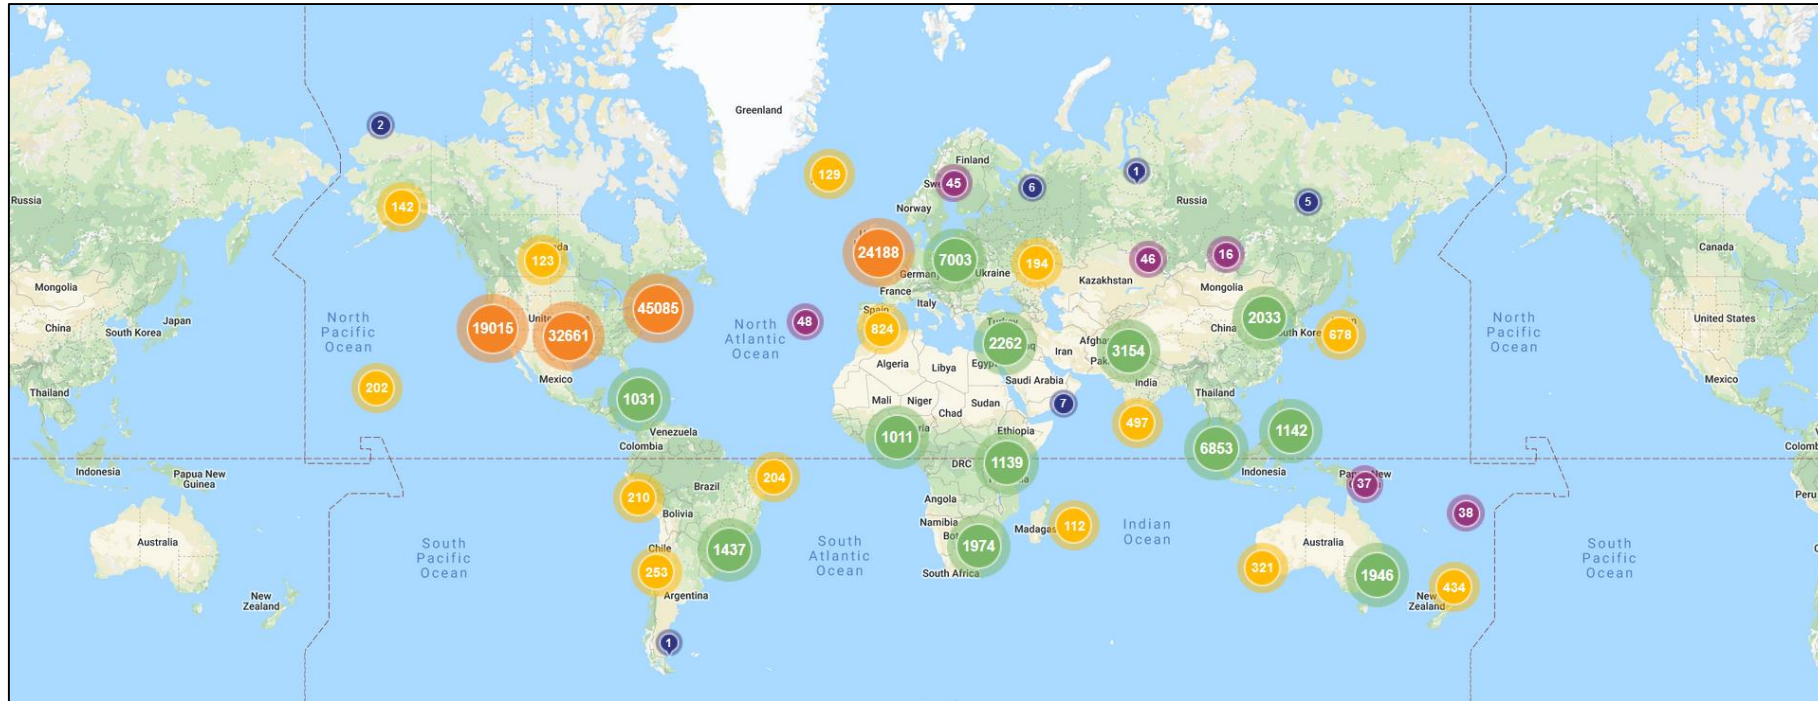 Greenland
2
129
Finland
45
6
1
Russia
Russia
5
142
Norway
Canada
24188
7003
194
46
16
123
German
Ukraine
Kazakhstan
Mongolia
Mongolia
France
Italy
45085
48
Spain
824
2033
North
Pacific
Ocean
North
Atlantic
Ocean
North
Pacific
Ocean
Japan
South Korea
China
19015
32661
United States
China
678
2262
3154
Iran
Algeria
Libya
Egyp
Mexico
Mexico
Saudi Arabia
India
Thailand
Thailand
202
1031
Mali
Niger
Chad
Sudan
7
497
1142
Venezuela
Colombia
1011
Ethiopia
6853
Colomb
DRC
1139
Indonesia
Papua New
Guinea
Indonesia
204
37
210
Brazil
Peru
Angola
Bolivia
38
Namibia
Madagas
112
Indian
Ocean
Australia
South
Pacific
Ocean
Chile
1437
South
Atlantic
Ocean
1974
Australia
South
Pacific
Ocean
253
South Africa
321
1946
434
New
Zealand
Argentina
New
Zealand
1